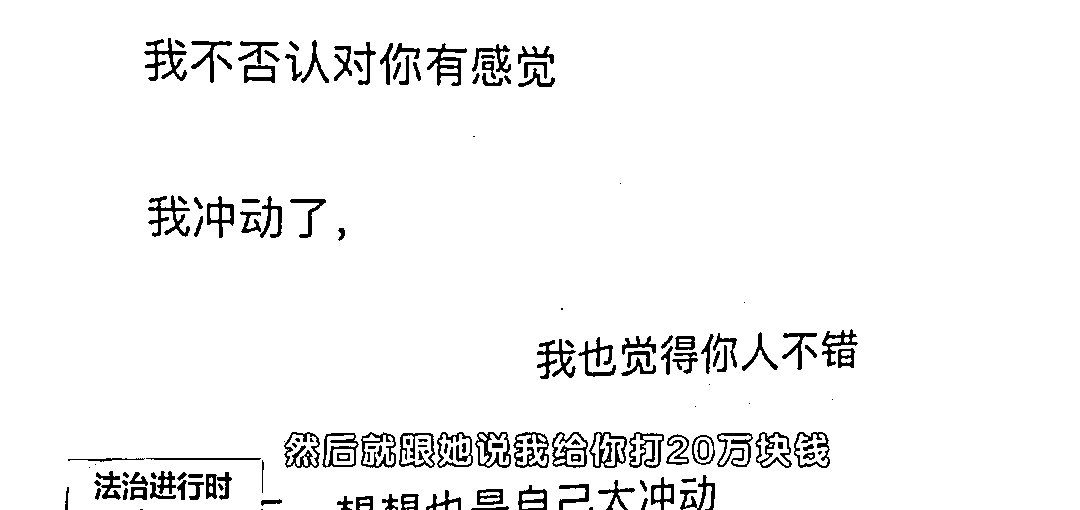 我不否认对你有感觉
我冲动了,
我也觉得你人不错
然后就跟她说我给你打20万块钱
法治进行时
想想也是自己太冲动